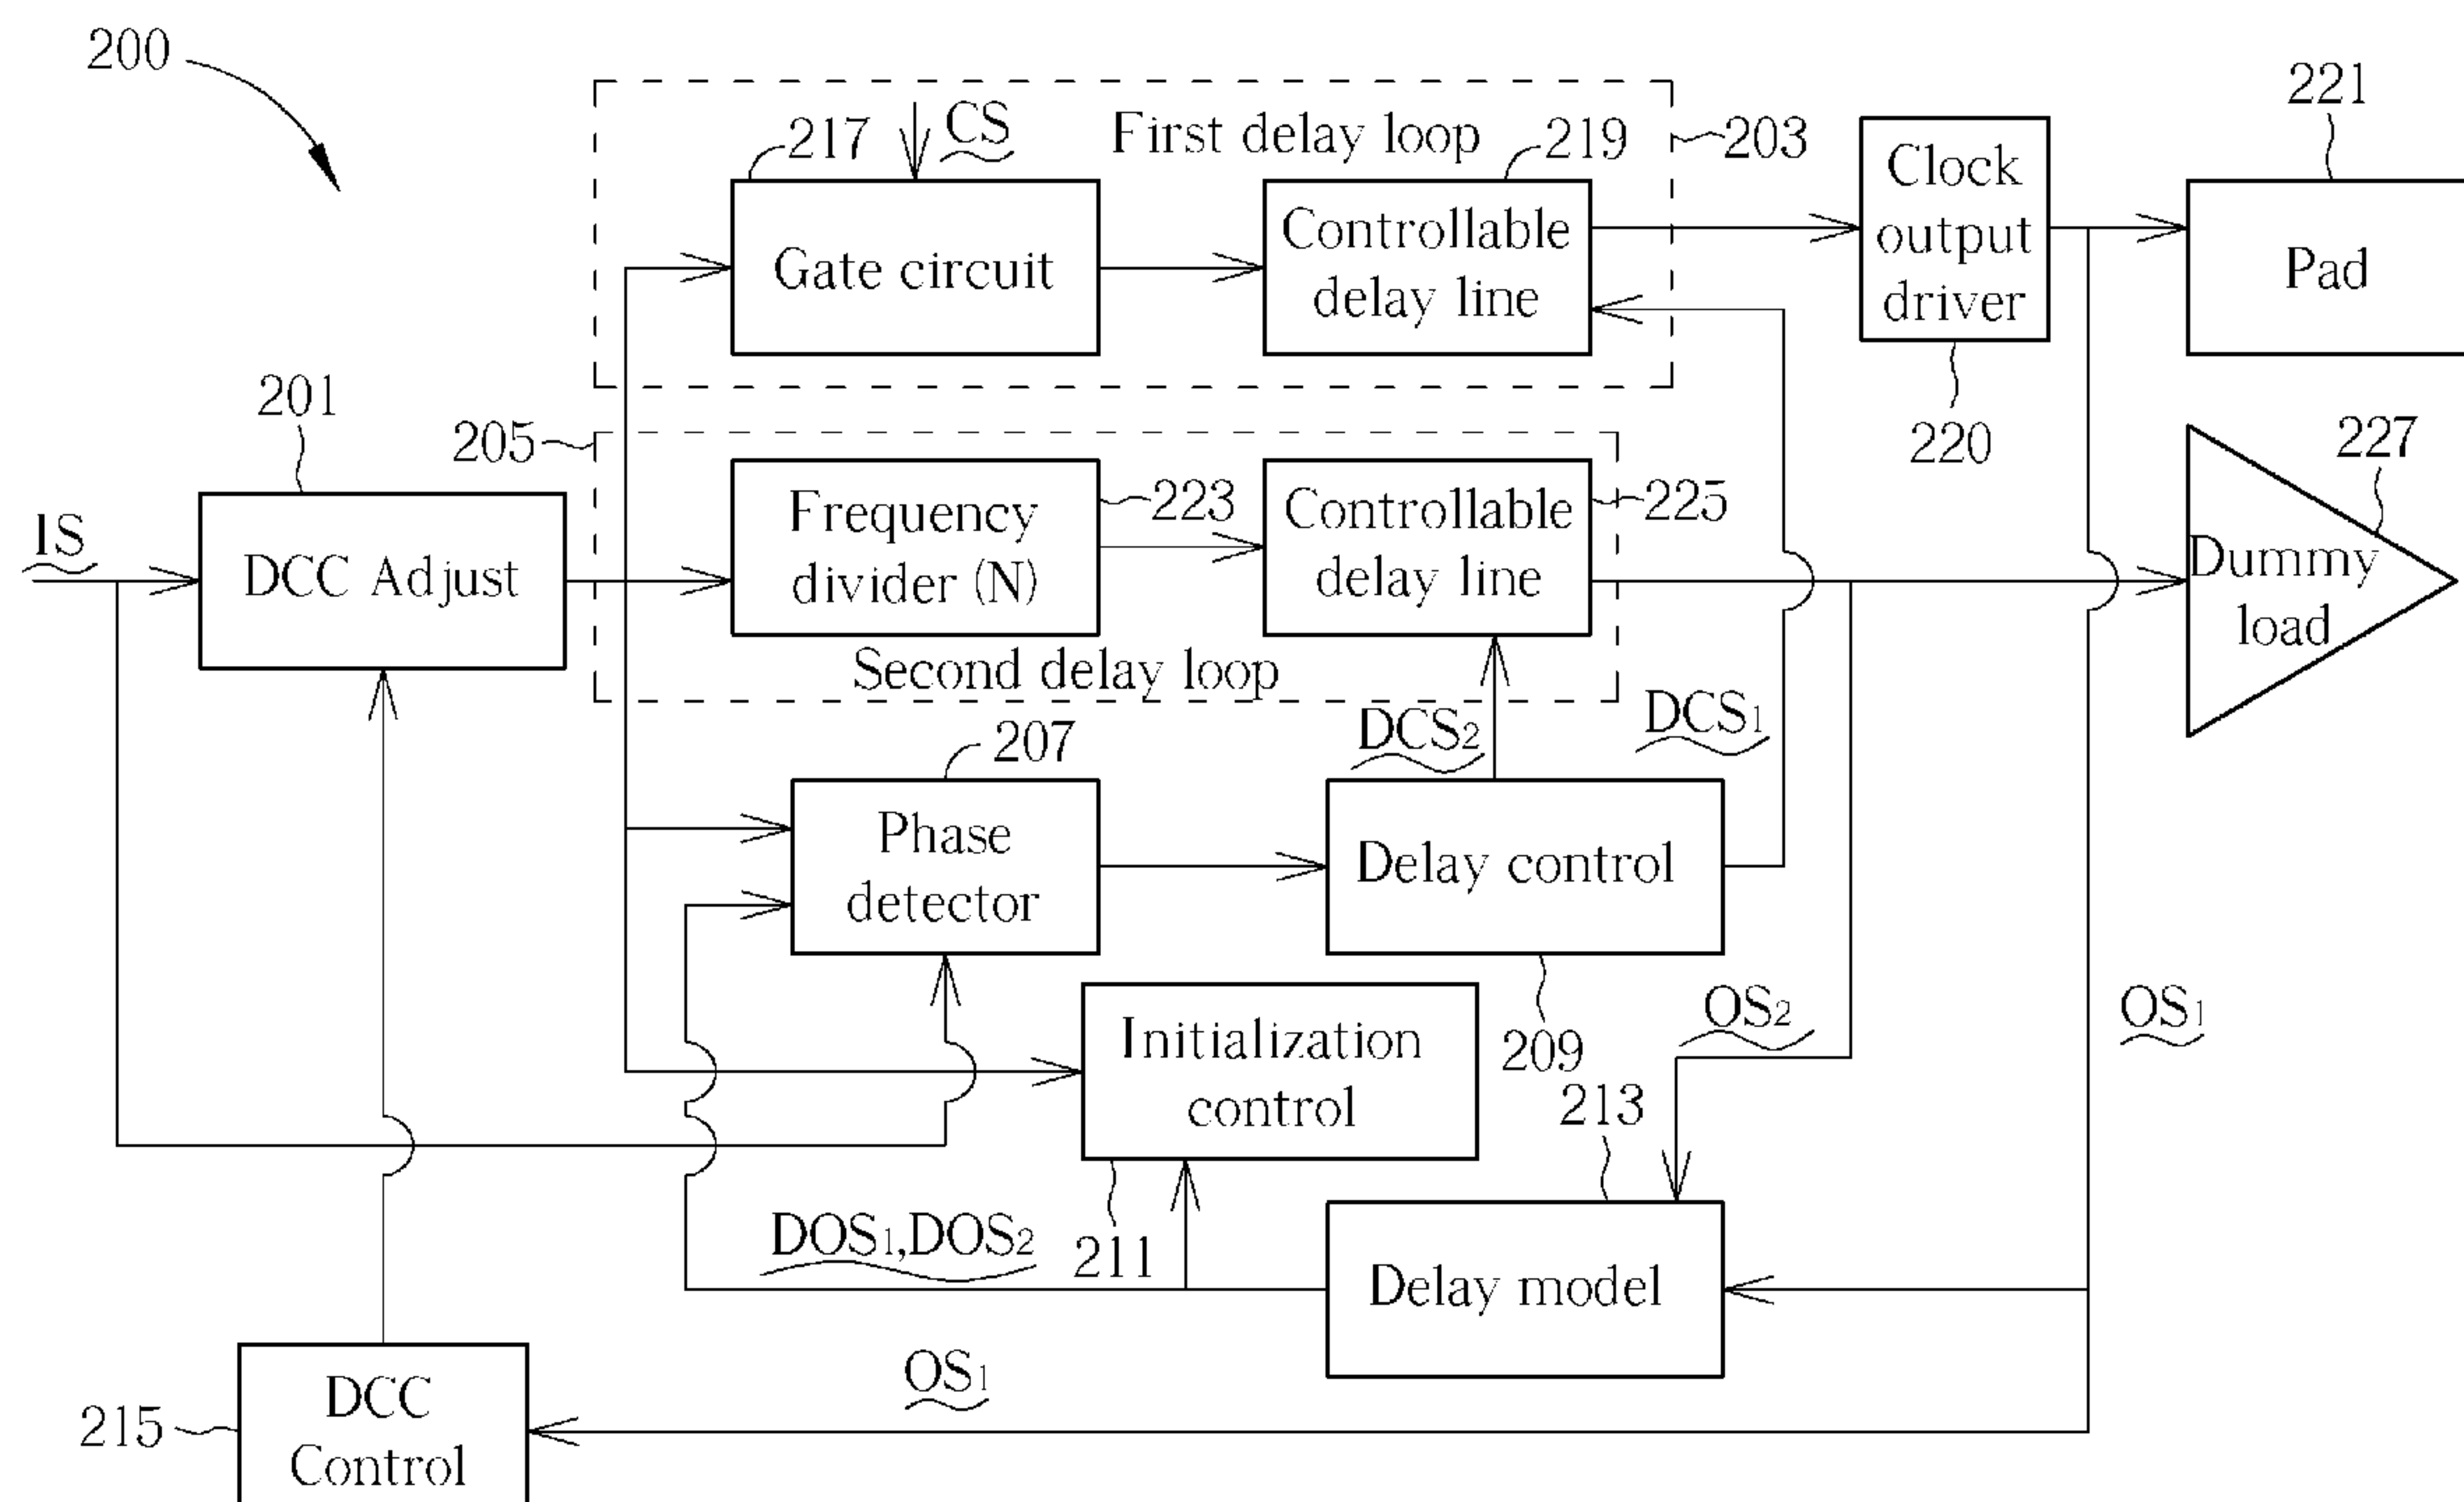 200
221
CS
217
First delay loop
219
203
Clock
output
driver
Gate circuit
Controllable
delay line
Pad
201
205
220
227
IS
DCC Adjust
Frequency
divider (N)
223
Controllable
delay line
225
Dummy
load
Second delay loop
207
DCS2
DCS1
Phase
detector
Delay control
OS2
OS1
Initialization
control
209
213
DOS1,DOS2
211
Delay model
OS1
215
DCC
Control